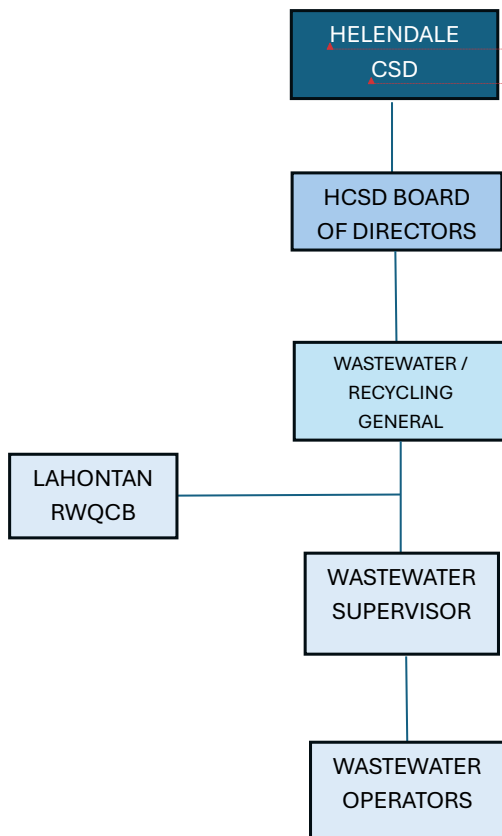 HELENDALE
CSD
HCSD BOARD
OF DIRECTORS
WASTEWATER /
RECYCLING
GENERAL
LAHONTAN
RWQCB
WASTEWATER
SUPERVISOR
WASTEWATER
OPERATORS